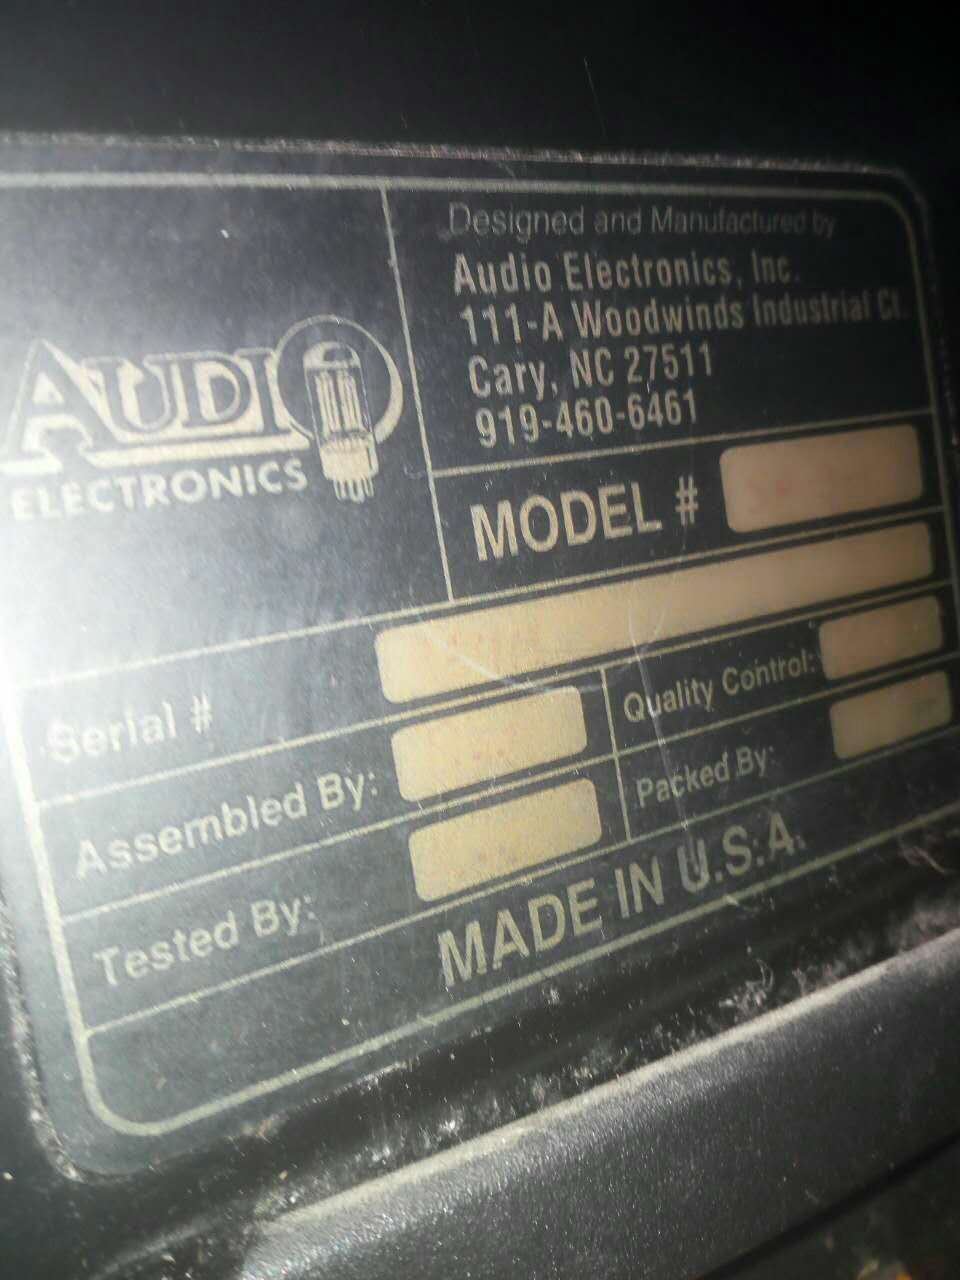 AUDIO
ELECTRONICS
Designed and Manufactured by
Audio Electronics, Inc.
111-A Woodwinds Industrial Ct.
Cary, NC 27511
919-460-6461
MODEL #
Serial #
Assembled By:
Quality Control:
Tested By:
Packed By:
MADE IN U.S.A.